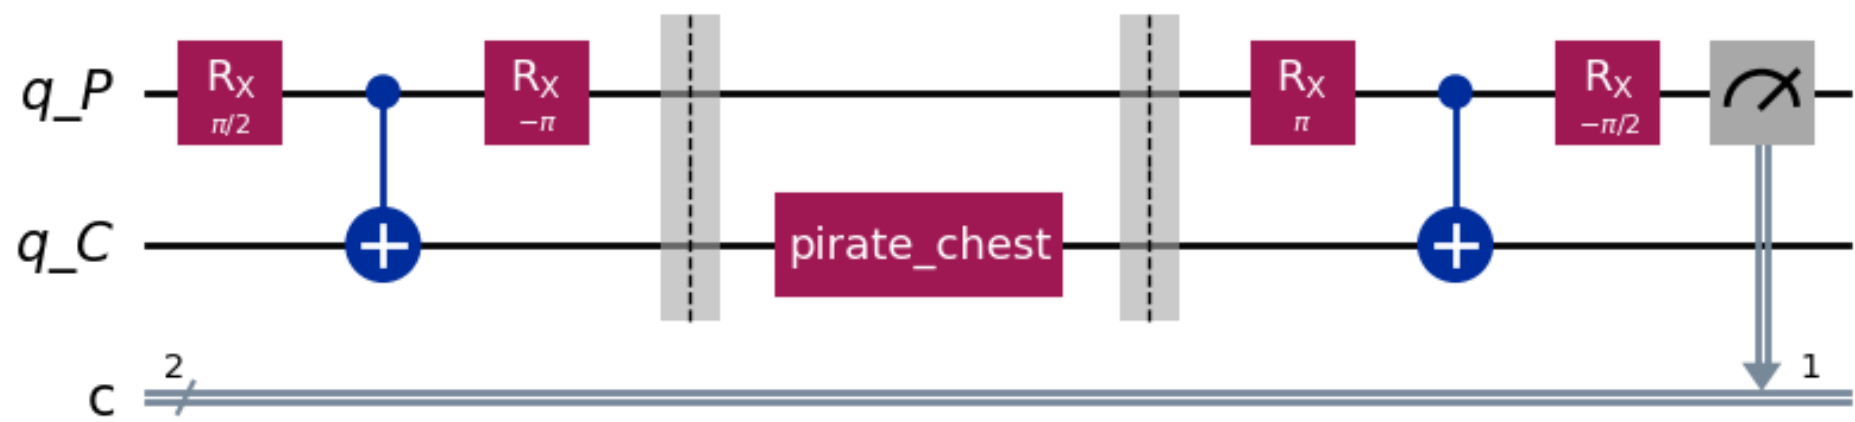 q_P
R_X
π/2
R_X
-π
R_X
π
R_X
-π/2
q_C
pirate_chest
c
2
1